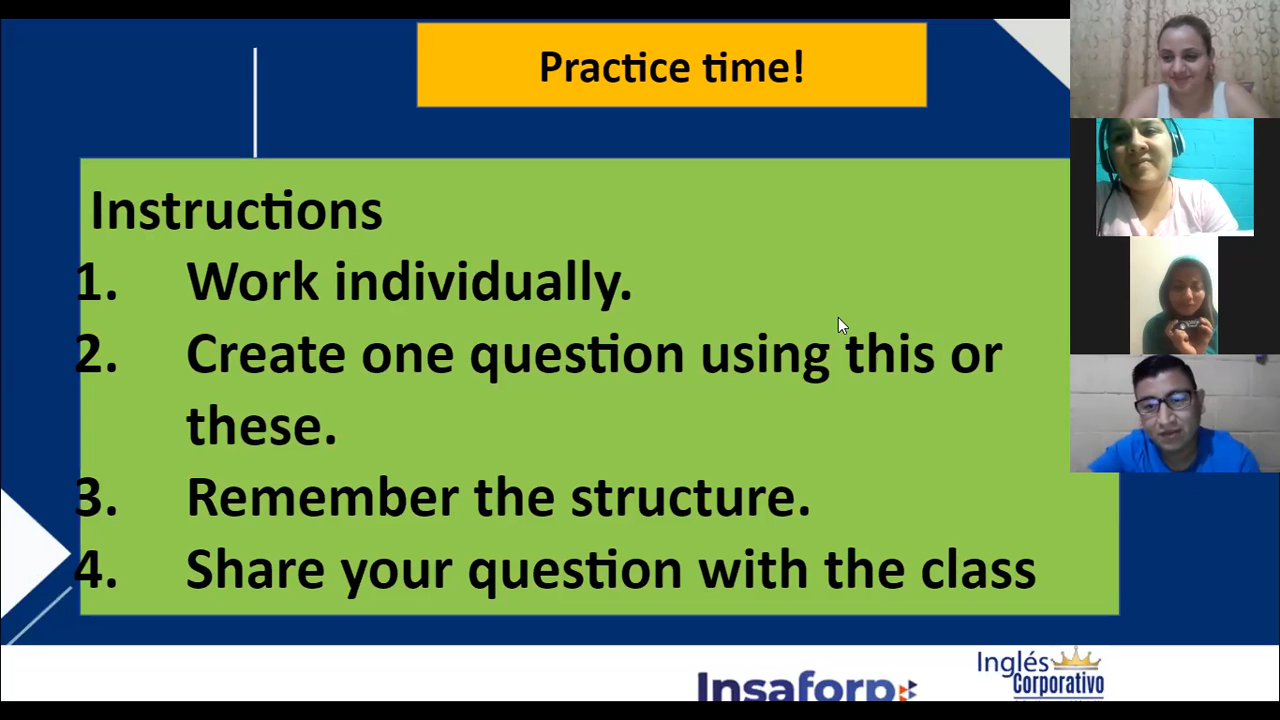 Practice time!
Instructions
1. Work individually.
2. Create one question using this or
these.
3. Remember the structure.
4. Share your question with the class
Insaforp
Inglés
Corporativo